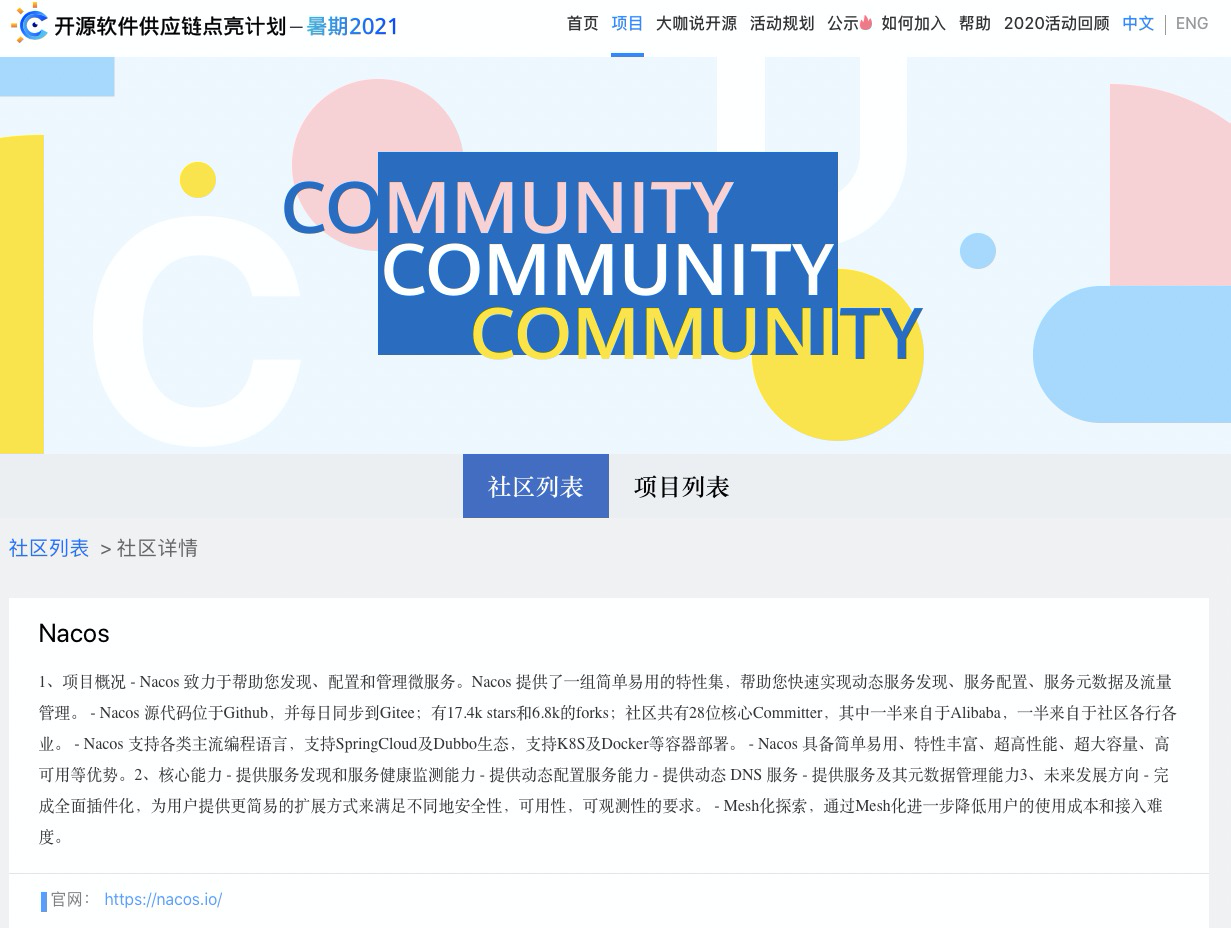 开源软件供应链点亮计划—暑期2021
首页 项目 大咖说开源 活动规划 公示 如何加入 帮助 2020活动回顾 中文 | ENG
COMMUNITY
COMMUNITY
COMMUNITY
C
社区列表 项目列表
社区列表 > 社区详情
Nacos
1、项目概况 - Nacos 致力于帮助您发现、配置和管理微服务。Nacos 提供了一组简单易用的特性集，帮助您快速实现动态服务发现、服务配置、服务元数据及流量
管理。 - Nacos 源代码位于Github，并每日同步到Gitee；有17.4k stars和6.8k的forks；社区共有28位核心Committer，其中一半来自于Alibaba，一半来自于社区各行各
业。 - Nacos 支持各类主流编程语言，支持SpringCloud及Dubbo生态，支持K8S及Docker等容器部署。 - Nacos 具备简单易用、特性丰富、超高性能、超大容量、高
可用等优势。2、核心能力 - 提供服务发现和服务健康监测能力 - 提供动态配置服务能力 - 提供动态 DNS 服务 - 提供服务及其元数据管理能力3、未来发展方向 - 完
成全面插件化，为用户提供更简易的扩展方式来满足不同地安全性，可用性，可观测性的要求。 - Mesh化探索，通过Mesh化进一步降低用户的使用成本和接入难
度。
官网： https://nacos.io/